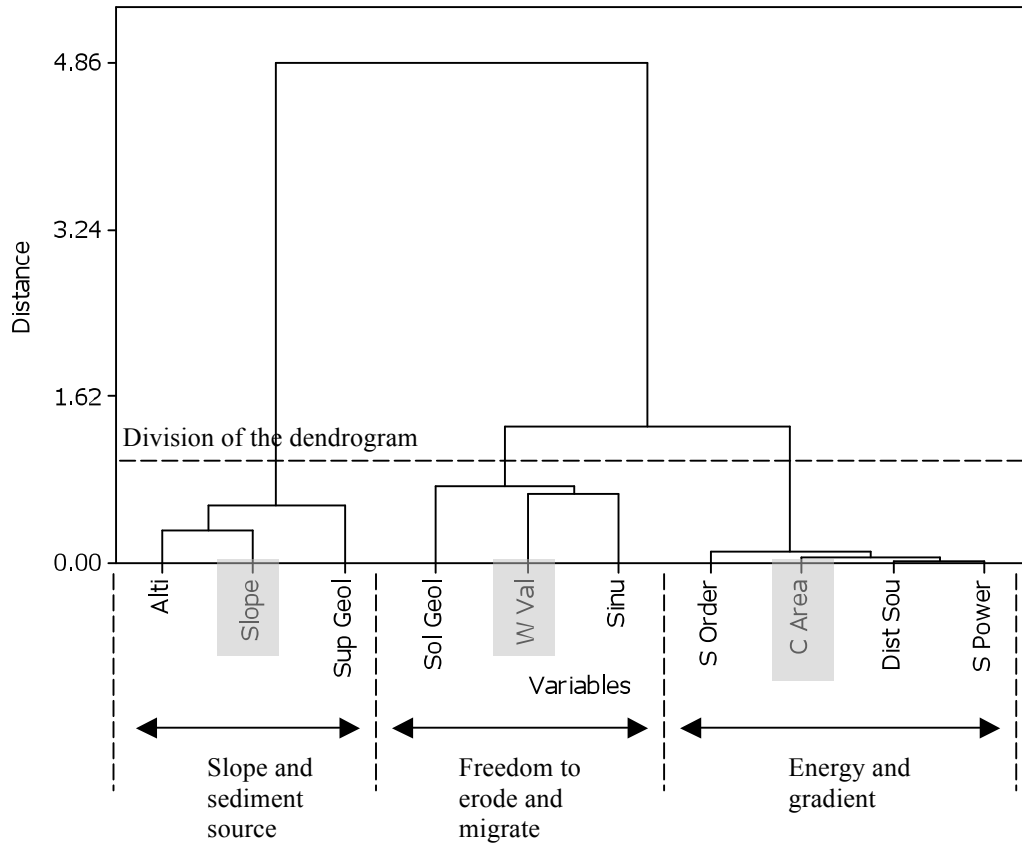 4.86
3.24
Distance
1.62
Division of the dendrogram
0.00
Alti
Slope
Sup Geol
Sol Geol
W Val
Sinu
S Order
C Area
Dist Sou
S Power
Variables
Slope and
sediment
source
Freedom to
erode and
migrate
Energy and
gradient